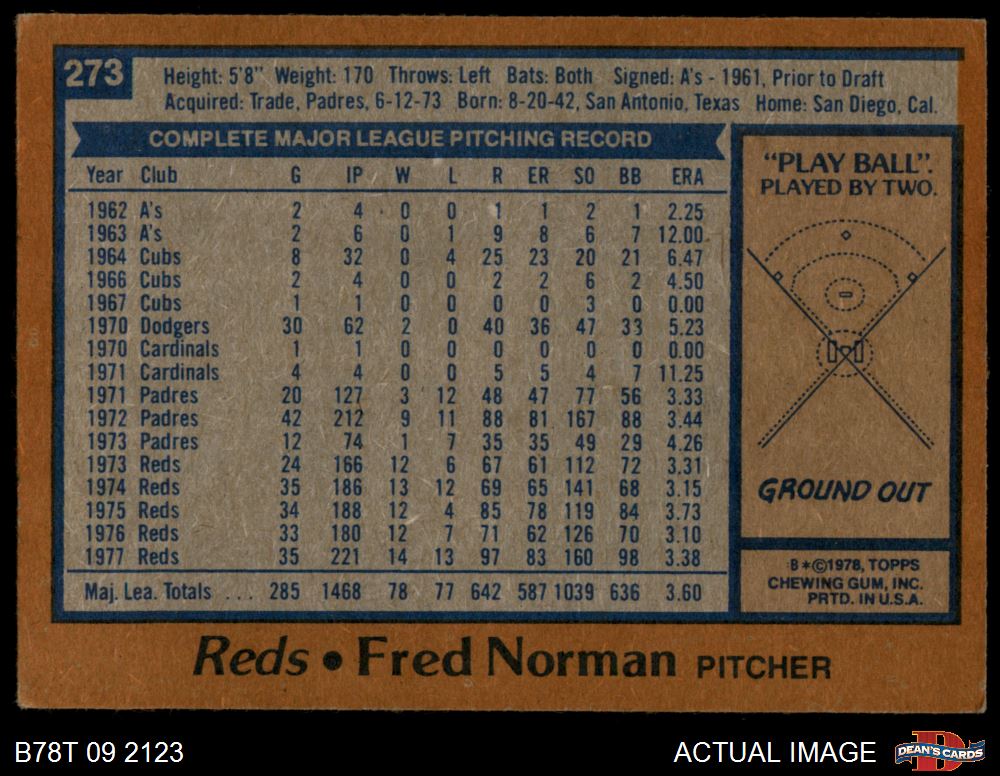 273
Height: 5'8" Weight: 170 Throws: Left Bats: Both Signed: A's - 1961, Prior to Draft
Acquired: Trade, Padres, 6-12-73 Born: 8-20-42, San Antonio, Texas Home: San Diego, Cal.
COMPLETE MAJOR LEAGUE PITCHING RECORD
Year Club G IP W L R ER SO BB ERA
1962 A's 2 4 0 0 1 1 2 1 2.25
1963 A's 2 6 0 1 9 8 6 7 12.00
1964 Cubs 8 32 0 4 25 23 20 21 6.47
1966 Cubs 2 4 0 0 2 2 6 2 4.50
1967 Cubs 1 1 0 0 0 0 3 0 0.00
1970 Dodgers 30 62 2 0 40 36 47 33 5.23
1970 Cardinals 1 1 0 0 0 0 0 0 0.00
1971 Cardinals 4 4 0 0 5 5 4 7 11.25
1971 Padres 20 127 3 12 48 47 77 56 3.33
1972 Padres 42 212 9 11 88 81 167 88 3.44
1973 Padres 12 74 1 7 35 35 49 29 4.26
1973 Reds 24 166 12 6 67 61 112 72 3.31
1974 Reds 35 186 13 12 69 65 141 68 3.15
1975 Reds 34 188 12 4 85 78 119 84 3.73
1976 Reds 33 180 12 7 71 62 126 70 3.10
1977 Reds 35 221 14 13 97 83 160 98 3.38
Maj. Lea. Totals ... 285 1468 78 77 642 587 1039 636 3.60
"PLAY BALL".
PLAYED BY TWO.
GROUND OUT
B*©1978, TOPPS
CHEWING GUM, INC.
PRTD. IN U.S.A.
Reds • Fred Norman PITCHER
B78T 09 2123
ACTUAL IMAGE
DEAN'S CARDS